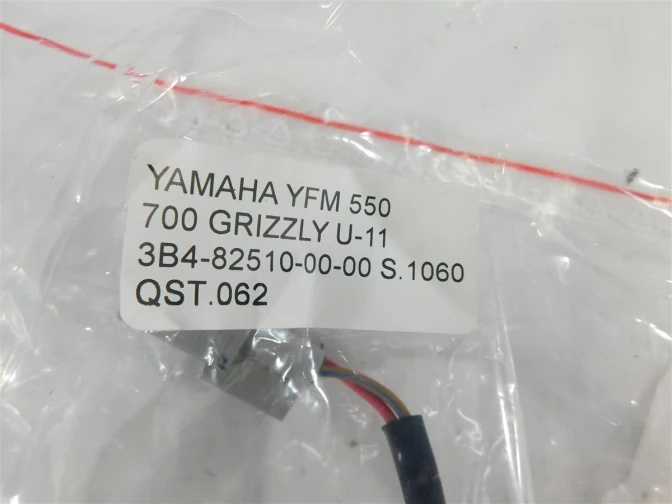 YAMAHA YFM 550
700 GRIZZLY U-11
3B4-82510-00-00 S.1060
QST.062